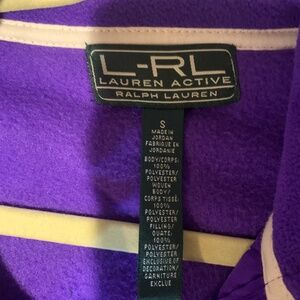 L-RL
LAUREN ACTIVE
RALPH LAUREN
S
MADE IN
JORDAN
FABRIQUE EN
JORDANIE
BODY/CORPS:
100%
POLYESTER/
POLYESTER
WOVEN
BODY/
CORPS TISSÉ:
100%
POLYESTER/
POLYESTER
FILLING/
OUATE:
100%
POLYESTER/
POLYESTER
EXCLUSIVE OF
DECORATION/
GARNITURE
EXCLUE